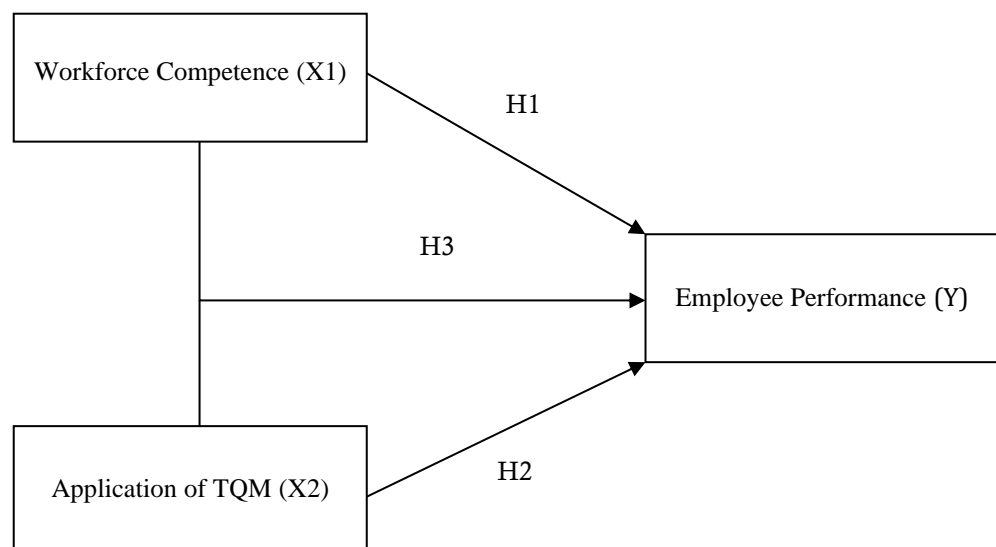 Workforce Competence (X1)
H1
H3
Employee Performance (Y)
H2
Application of TQM (X2)